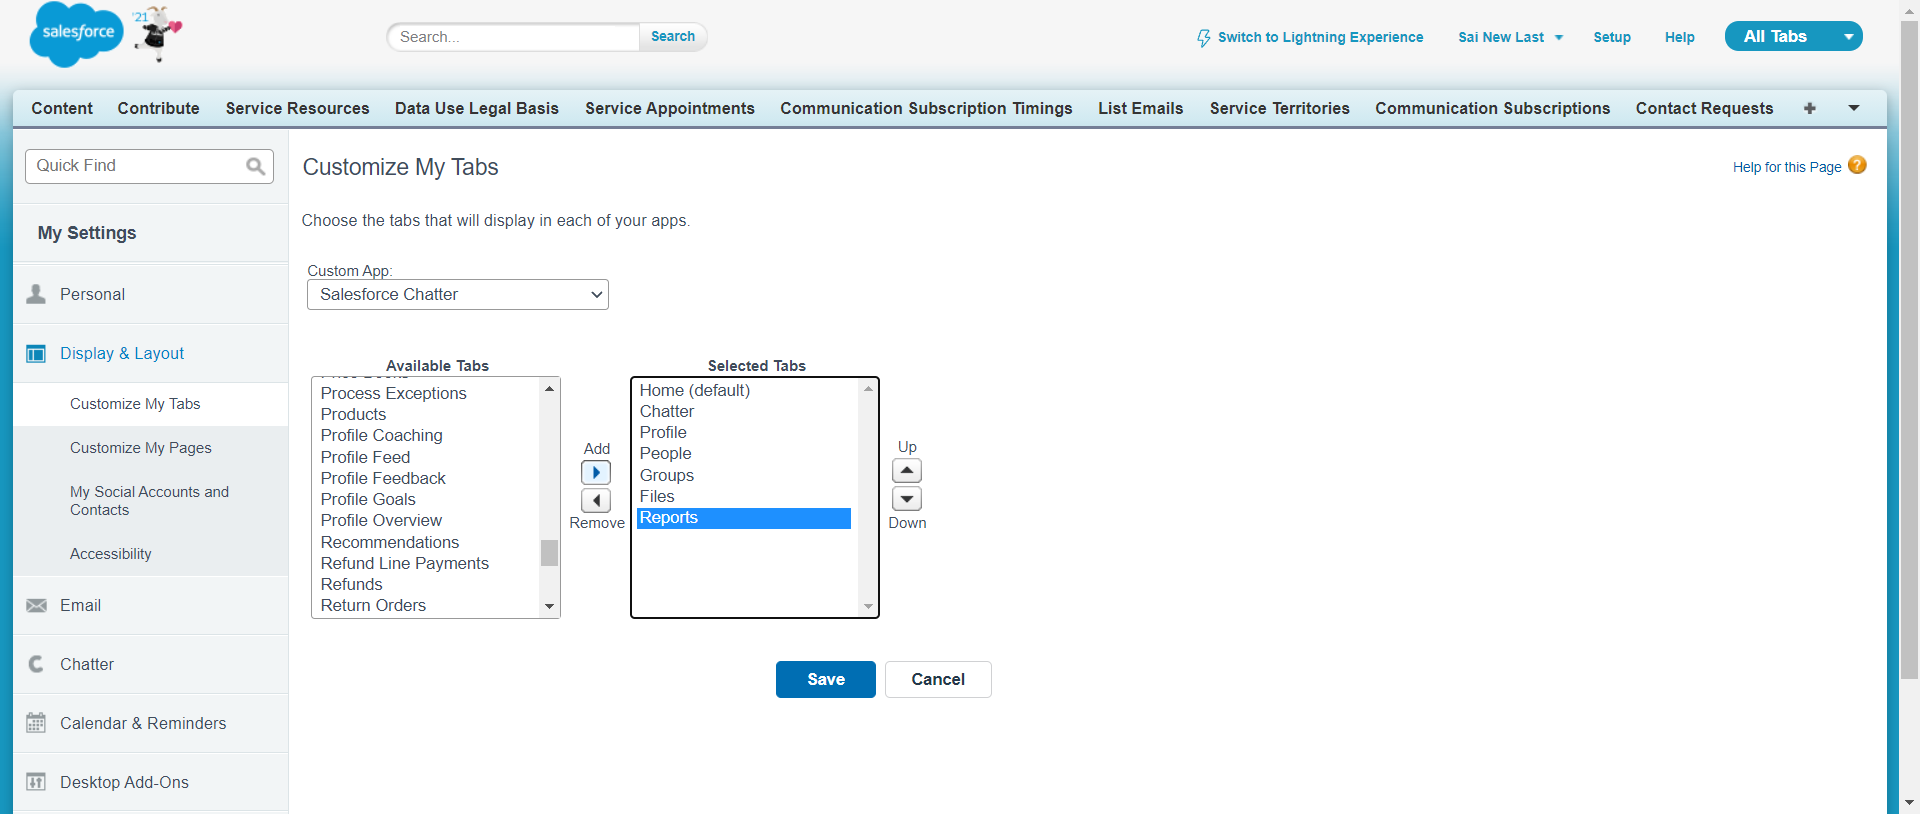 salesforce
'21
Search...
Search
Switch to Lightning Experience
Sai New Last
Setup
Help
All Tabs
Content Contribute Service Resources Data Use Legal Basis Service Appointments Communication Subscription Timings List Emails Service Territories Communication Subscriptions Contact Requests
Quick Find
My Settings
Personal
Display & Layout
Customize My Tabs
Customize My Pages
My Social Accounts and
Contacts
Accessibility
Email
Chatter
Calendar & Reminders
Desktop Add-Ons
Customize My Tabs
Help for this Page
Choose the tabs that will display in each of your apps.
Custom App:
Salesforce Chatter
Available Tabs
Process Exceptions
Products
Profile Coaching
Profile Feed
Profile Feedback
Profile Goals
Profile Overview
Recommendations
Refund Line Payments
Refunds
Return Orders
Add
Remove
Selected Tabs
Home (default)
Chatter
Profile
People
Groups
Files
Reports
Up
Down
Save
Cancel